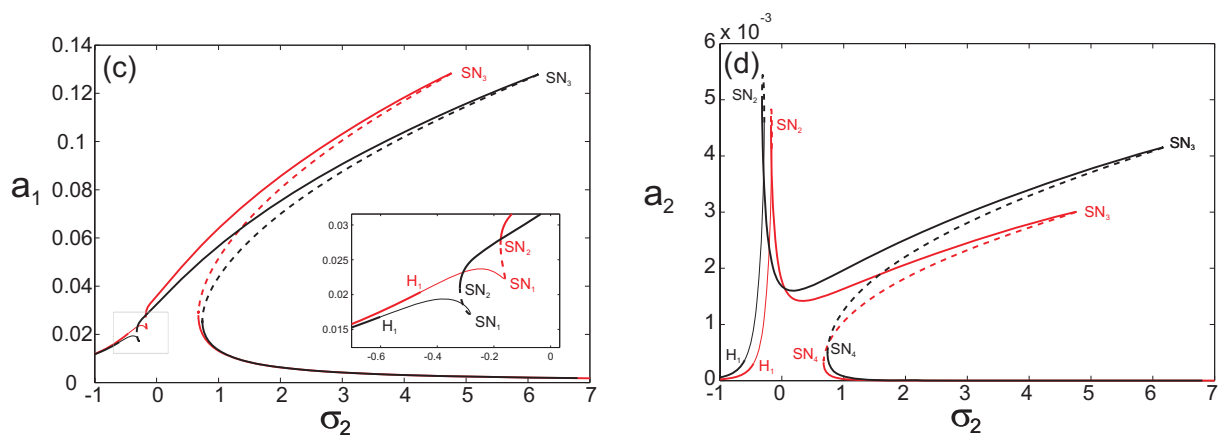 (c)
a1
0.14
0.12
0.1
0.08
0.06
0.04
0.02
0
-1 0 1 2 3 4 5 6 7
σ2
SN3
SN3
0.03
0.025
0.02
0.015
-0.6 -0.4 -0.2 0
H1
H1
SN2
SN1
SN2
SN1
(d)
6 × 10-3
a2
5
4
3
2
1
0
-1 0 1 2 3 4 5 6 7
σ2
SN2
SN2
SN3
SN3
H1
H1
SN4
SN4